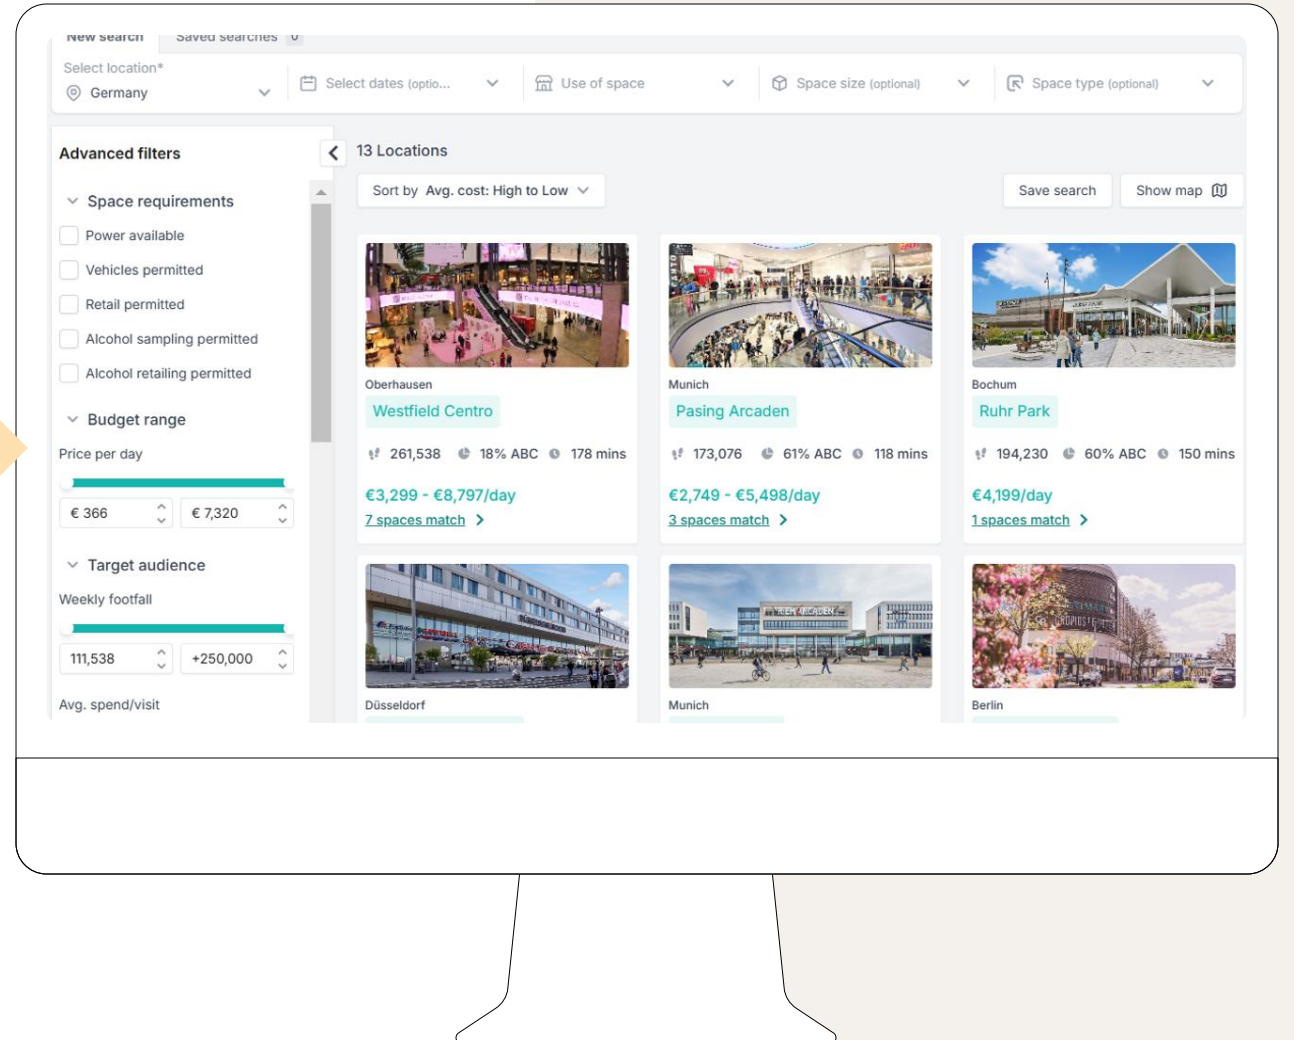 New search Saved searches 0
Select location*
Germany
Select dates (optio...
Use of space
Space size (optional)
Space type (optional)
Advanced filters
Space requirements
Power available
Vehicles permitted
Retail permitted
Alcohol sampling permitted
Alcohol retailing permitted
Budget range
Price per day
€ 366 € 7,320
Target audience
Weekly footfall
111,538 +250,000
Avg. spend/visit
13 Locations
Sort by Avg. cost: High to Low
Save search Show map
Oberhausen
Westfield Centro
261,538 18% ABC 178 mins
€3,299 - €8,797/day
7 spaces match
Munich
Pasing Arcaden
173,076 61% ABC 118 mins
€2,749 - €5,498/day
3 spaces match
Bochum
Ruhr Park
194,230 60% ABC 150 mins
€4,199/day
1 spaces match
Düsseldorf
RIEM ARCADEN
Munich
Berlin